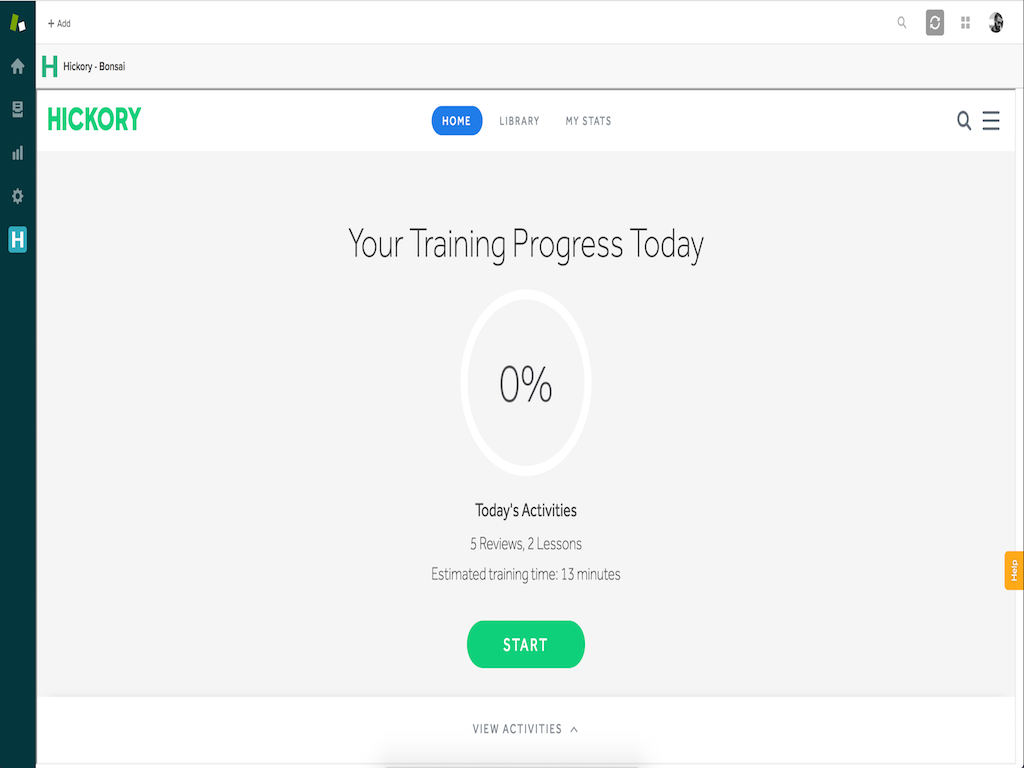 + Add
H Hickory - Bonsai
HICKORY
HOME LIBRARY MY STATS
H
Your Training Progress Today
0%
Today's Activities
5 Reviews, 2 Lessons
Estimated training time: 13 minutes
Help
START
VIEW ACTIVITIES